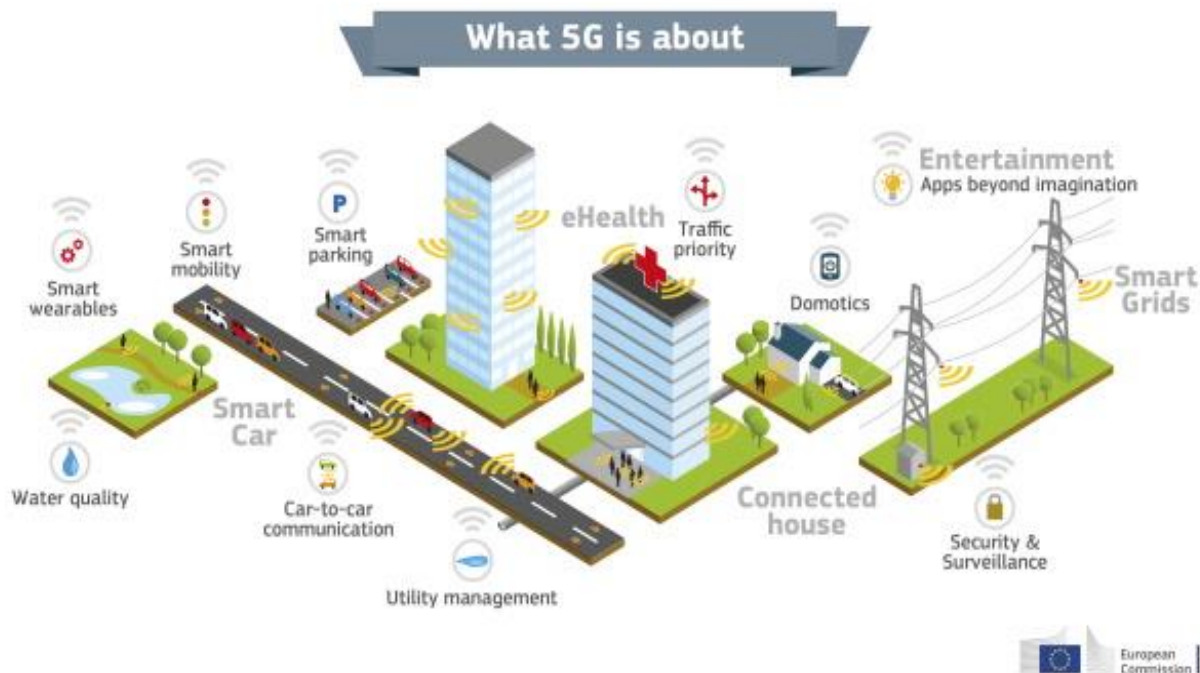 What 5G is about
Entertainment
Apps beyond imagination
eHealth
Traffic
priority
P
Smart
parking
Smart
mobility
Smart
wearables
Domotics
Smart
Grids
Smart
Car
Water quality
Car-to-car
communication
Connected
house
Security &
Surveillance
Utility management
European
Commission